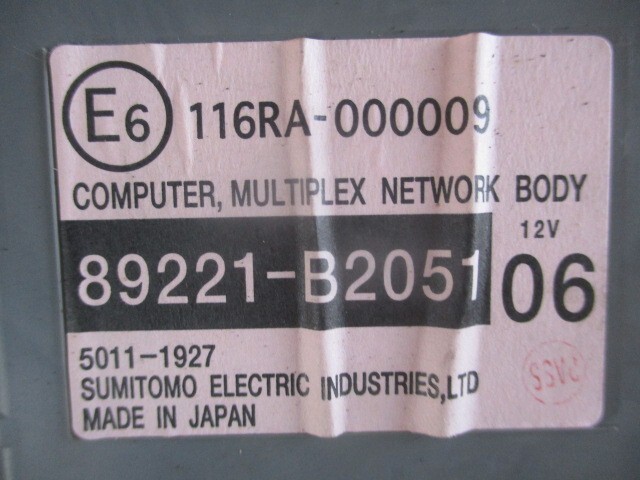 E6 116RA-000009
COMPUTER, MULTIPLEX NETWORK BODY
12V
89221-B2051 06
5011-1927
PASS
SUMITOMO ELECTRIC INDUSTRIES,LTD
MADE IN JAPAN